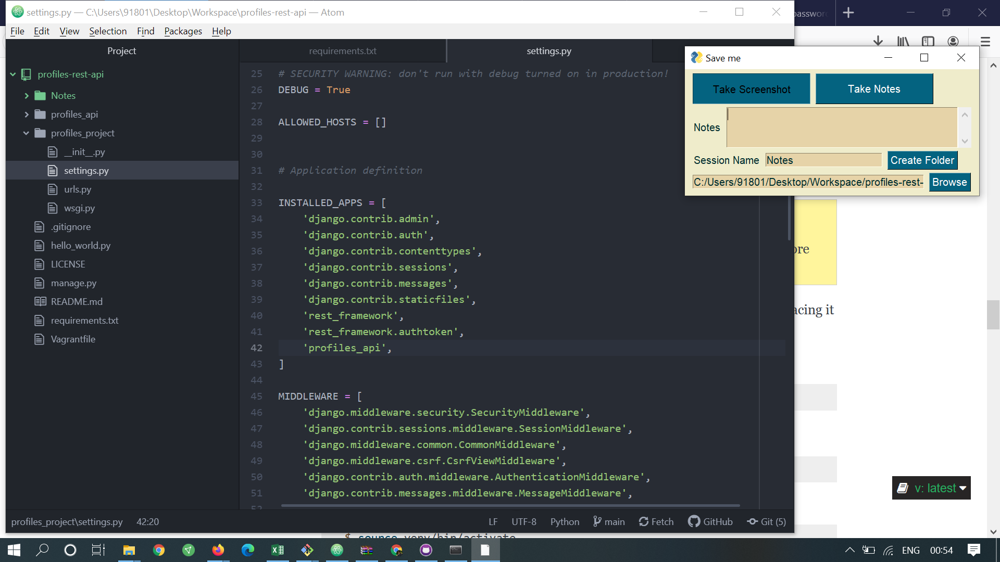 settings.py — C:\Users\91801\Desktop\Workspace\profiles-rest-api — Atom
File Edit View Selection Find Packages Help
Project
profiles-rest-api
Notes
profiles_api
profiles_project
__init__.py
settings.py
urls.py
wsgi.py
.gitignore
hello_world.py
LICENSE
manage.py
README.md
requirements.txt
Vagrantfile
requirements.txt
settings.py
25 # SECURITY WARNING: don't run with debug turned on in production!
26 DEBUG = True
27
28 ALLOWED_HOSTS = []
29
30
31 # Application definition
32
33 INSTALLED_APPS = [
34 'django.contrib.admin',
35 'django.contrib.auth',
36 'django.contrib.contenttypes',
37 'django.contrib.sessions',
38 'django.contrib.messages',
39 'django.contrib.staticfiles',
40 'rest_framework',
41 'rest_framework.authtoken',
42 'profiles_api',
43 ]
44
45 MIDDLEWARE = [
46 'django.middleware.security.SecurityMiddleware',
47 'django.contrib.sessions.middleware.SessionMiddleware',
48 'django.middleware.common.CommonMiddleware',
49 'django.middleware.csrf.CsrfViewMiddleware',
50 'django.contrib.auth.middleware.AuthenticationMiddleware',
51 'django.contrib.messages.middleware.MessageMiddleware',
profiles_project\settings.py 42:20
LF UTF-8 Python main Fetch GitHub Git (5)
Save me
Take Screenshot Take Notes
Notes
Session Name Notes Create Folder
C:/Users/91801/Desktop/Workspace/profiles-rest- Browse
acing it
v: latest
ENG 00:54